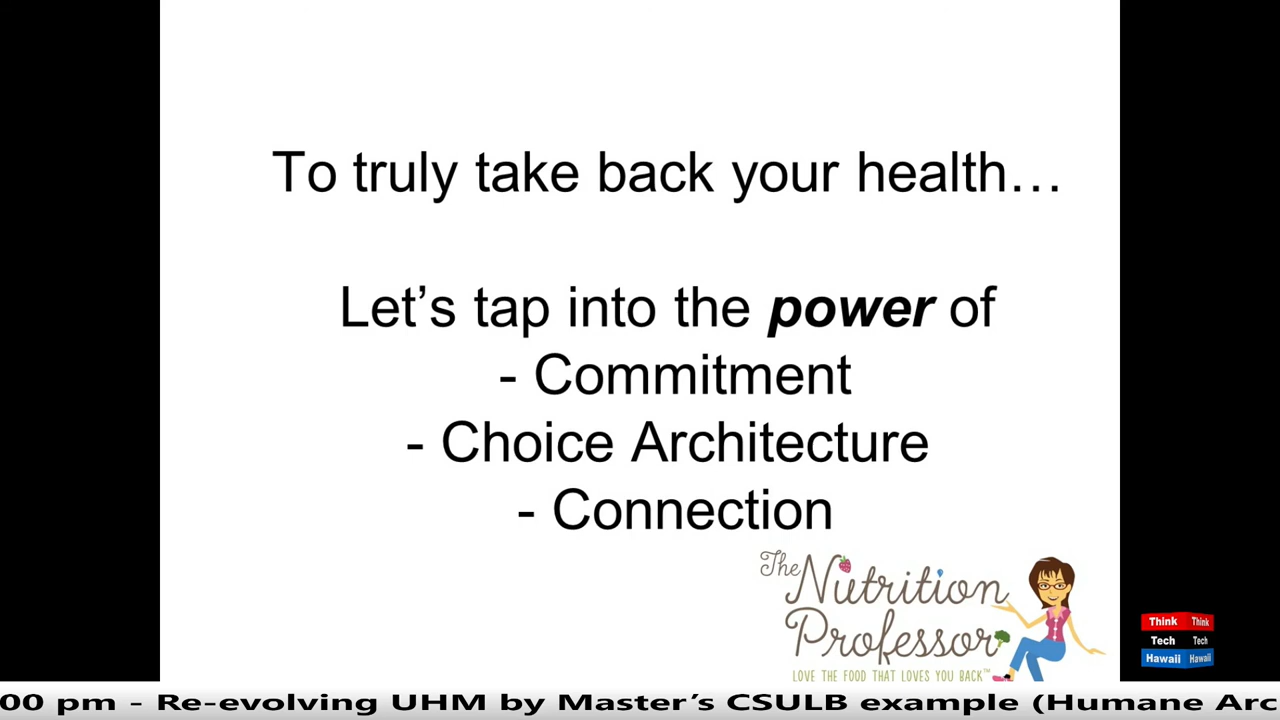 To truly take back your health…
Let’s tap into the power of
- Commitment
- Choice Architecture
- Connection
The Nutrition
Professor
LOVE THE FOOD THAT LOVES YOU BACK™
Think Think
Tech Tech
Hawaii Hawaii
00 pm - Re-evolving UHM by Master’s CSULB example (Humane Arc